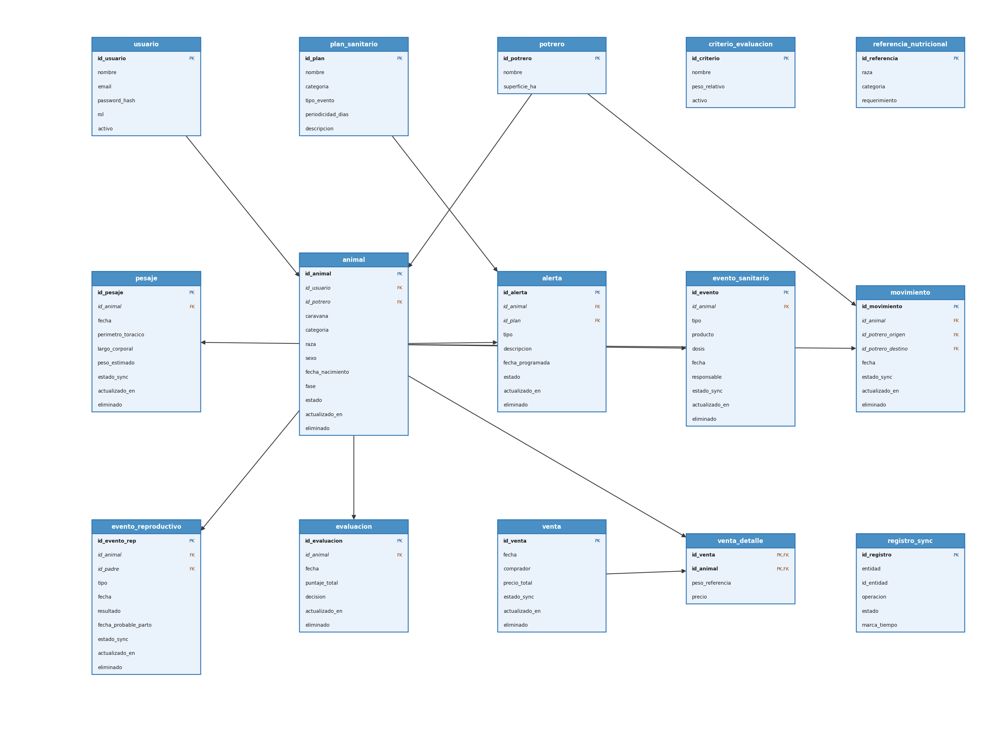 usuario
id_usuario PK
nombre
email
password_hash
rol
activo
plan_sanitario
id_plan PK
nombre
categoria
tipo_evento
periodicidad_dias
descripcion
potrero
id_potrero PK
nombre
superficie_ha
criterio_evaluacion
id_criterio PK
nombre
peso_relativo
activo
referencia_nutricional
id_referencia PK
raza
categoria
requerimiento
pesaje
id_pesaje PK
id_animal FK
fecha
perimetro_toracico
largo_corporal
peso_estimado
estado_sync
actualizado_en
eliminado
animal
id_animal PK
id_usuario FK
id_potrero FK
caravana
categoria
raza
sexo
fecha_nacimiento
fase
estado
actualizado_en
eliminado
alerta
id_alerta PK
id_animal FK
id_plan FK
tipo
descripcion
fecha_programada
estado
actualizado_en
eliminado
evento_sanitario
id_evento PK
id_animal FK
tipo
producto
dosis
fecha
responsable
estado_sync
actualizado_en
eliminado
movimiento
id_movimiento PK
id_animal FK
id_potrero_origen FK
id_potrero_destino FK
fecha
estado_sync
actualizado_en
eliminado
evento_reproductivo
id_evento_rep PK
id_animal FK
id_padre FK
tipo
fecha
resultado
fecha_probable_parto
estado_sync
actualizado_en
eliminado
evaluacion
id_evaluacion PK
id_animal FK
fecha
puntaje_total
decision
actualizado_en
eliminado
venta
id_venta PK
fecha
comprador
precio_total
estado_sync
actualizado_en
eliminado
venta_detalle
id_venta PK,FK
id_animal PK,FK
peso_referencia
precio
registro_sync
id_registro PK
entidad
id_entidad
operacion
estado
marca_tiempo